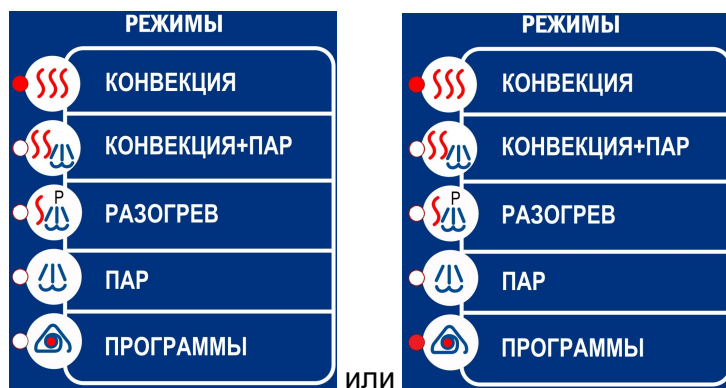 РЕЖИМЫ
КОНВЕКЦИЯ
КОНВЕКЦИЯ+ПАР
P
РАЗОГРЕВ
ПАР
ПРОГРАММЫ
или
РЕЖИМЫ
КОНВЕКЦИЯ
КОНВЕКЦИЯ+ПАР
P
РАЗОГРЕВ
ПАР
ПРОГРАММЫ